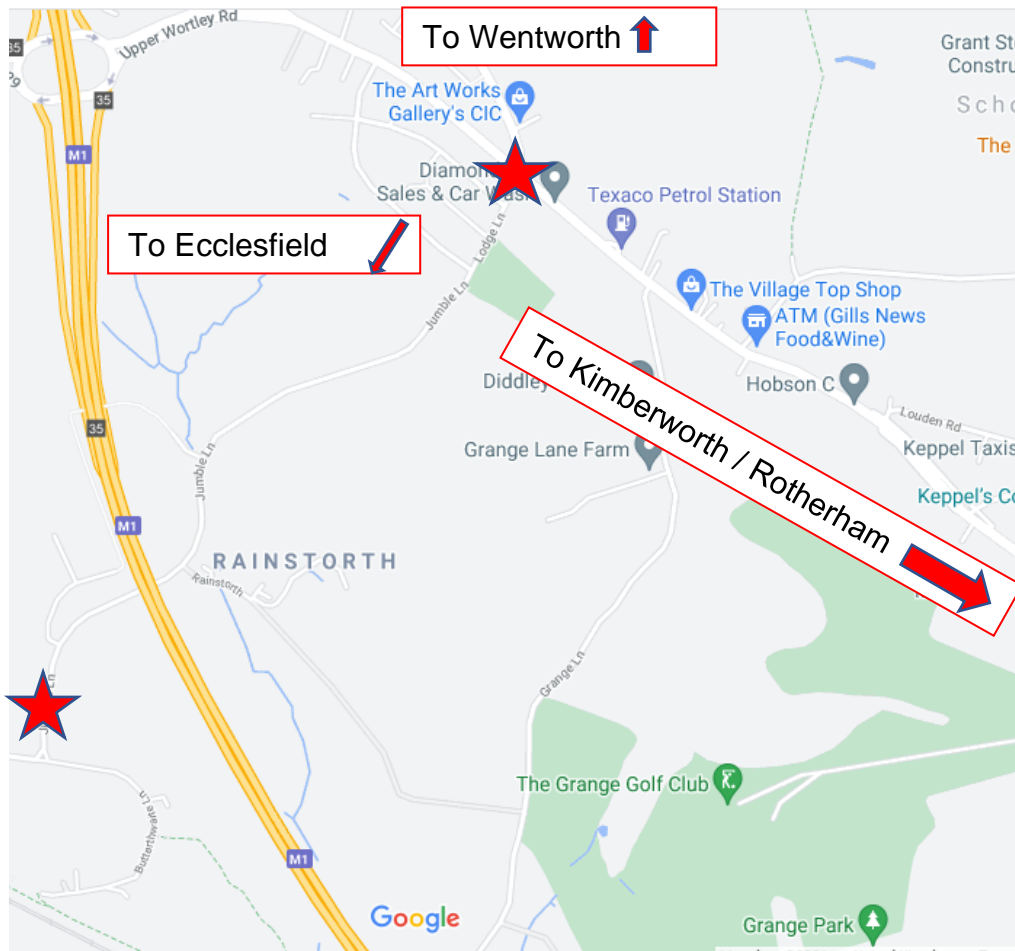 To Wentworth
35
Upper Wortley Rd
Grant St
Constru
The Art Works
Gallery's CIC
35
Scho
The
M1
Diamond
Sales & Car Wash
Texaco Petrol Station
To Ecclesfield
Lodge Ln
Jumble Ln
The Village Top Shop
ATM (Gills News
Food&Wine)
To Kimberworth / Rotherham
Diddley
Hobson C
Louden Rd
35
Jumble Ln
Grange Lane Farm
Keppel Taxis
Keppel's Co
M1
RAINSTORTH
Rainstorth
Grange Ln
Ln
The Grange Golf Club
Butterthwaite Ln
M1
Google
Grange Park